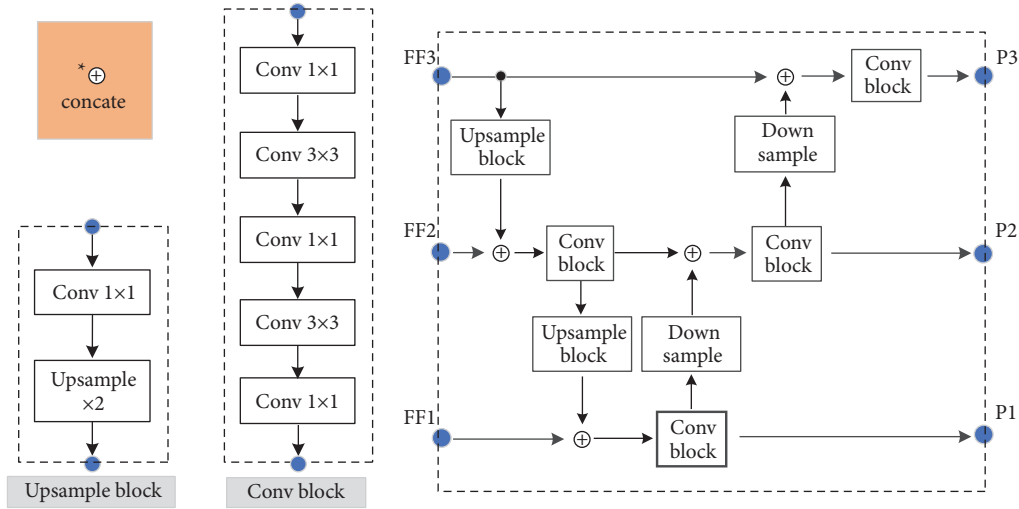 * ⊕
concate
Conv 1×1
Upsample
×2
Upsample block
Conv 1×1
Conv 3×3
Conv 1×1
Conv 3×3
Conv 1×1
Conv block
FF3
Upsample
block
FF2
Conv
block
Upsample
block
FF1
Conv
block
Down
sample
Conv
block
Down
sample
Conv
block
P3
P2
P1